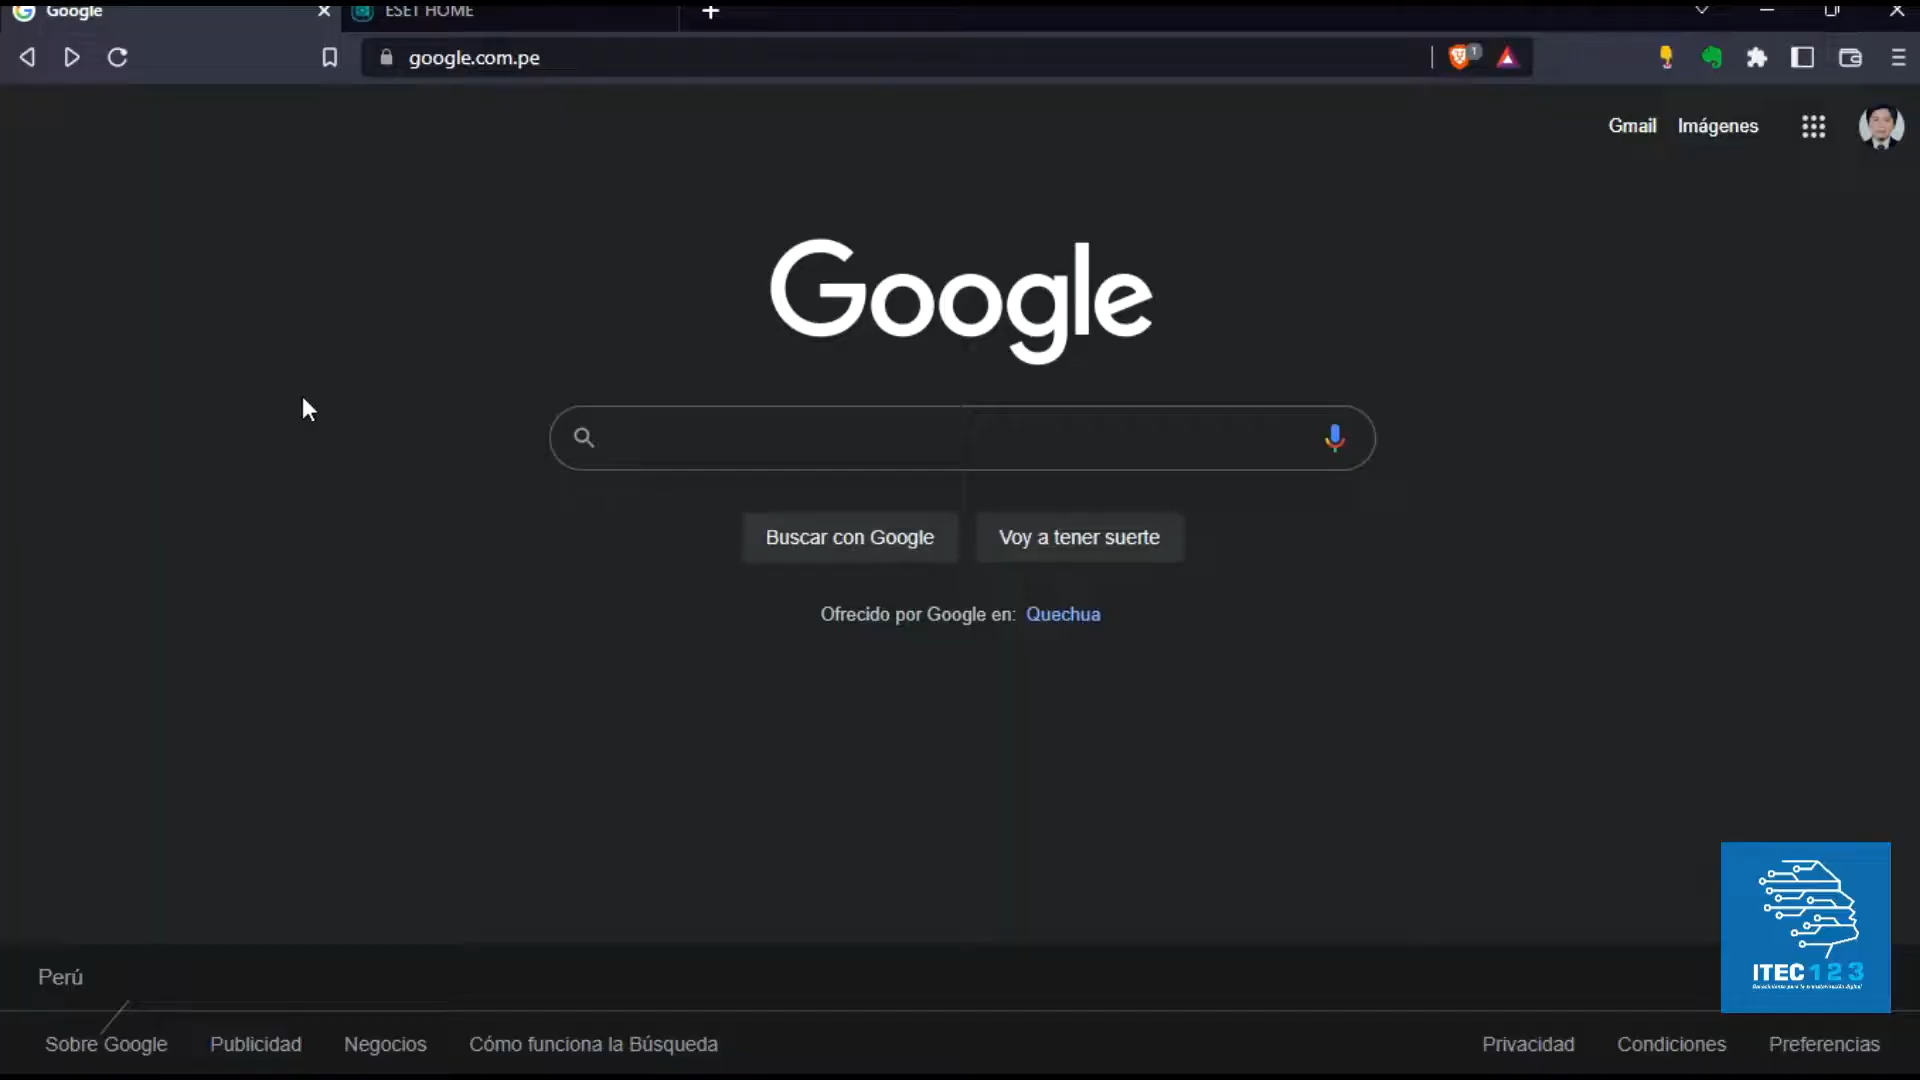 Google
ESET HOME
google.com.pe
1
Gmail Imágenes
Google
Buscar con Google
Voy a tener suerte
Ofrecido por Google en: Quechua
ITEC 1 2 3
Perú
Sobre Google Publicidad Negocios Cómo funciona la Búsqueda Privacidad Condiciones Preferencias